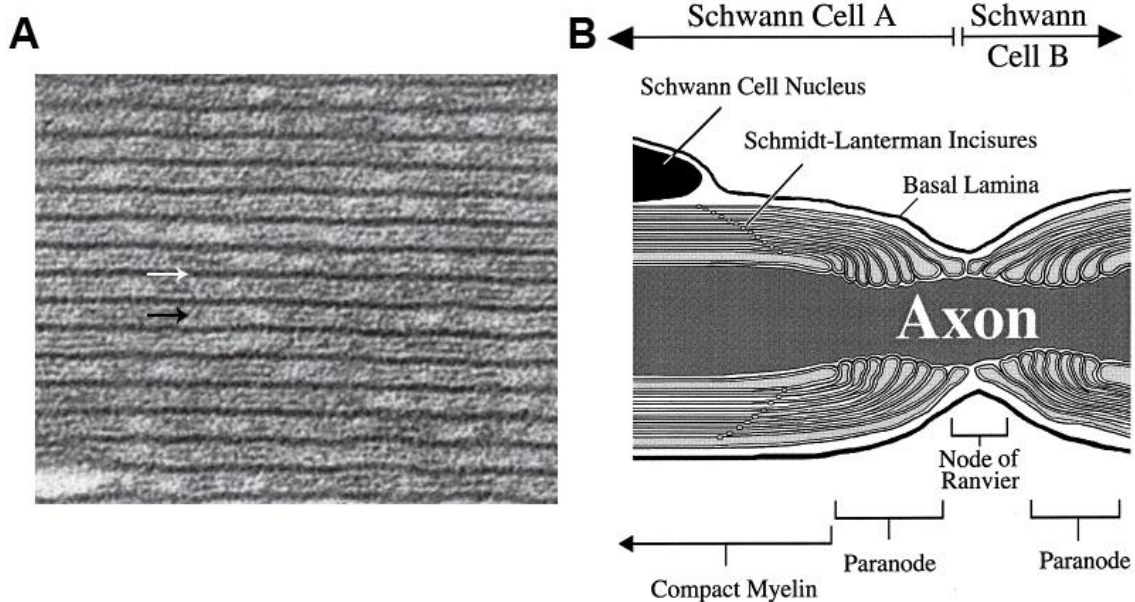 A
B
Schwann Cell A
Schwann
Cell B
Schwann Cell Nucleus
Schmidt-Lanterman Incisures
Basal Lamina
Axon
Node of
Ranvier
Paranode
Paranode
Compact Myelin